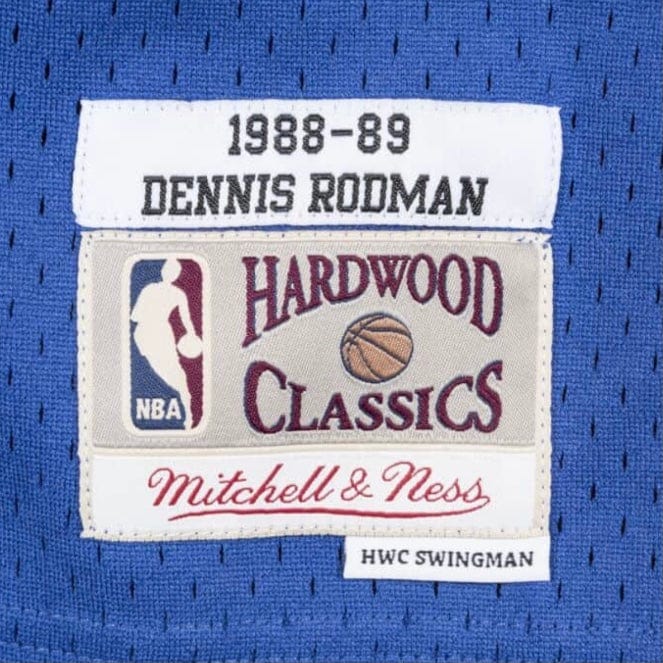 1988-89
DENNIS RODMAN
HARDWOOD
CLASSICS
NBA
Mitchell & Ness
HWC SWINGMAN